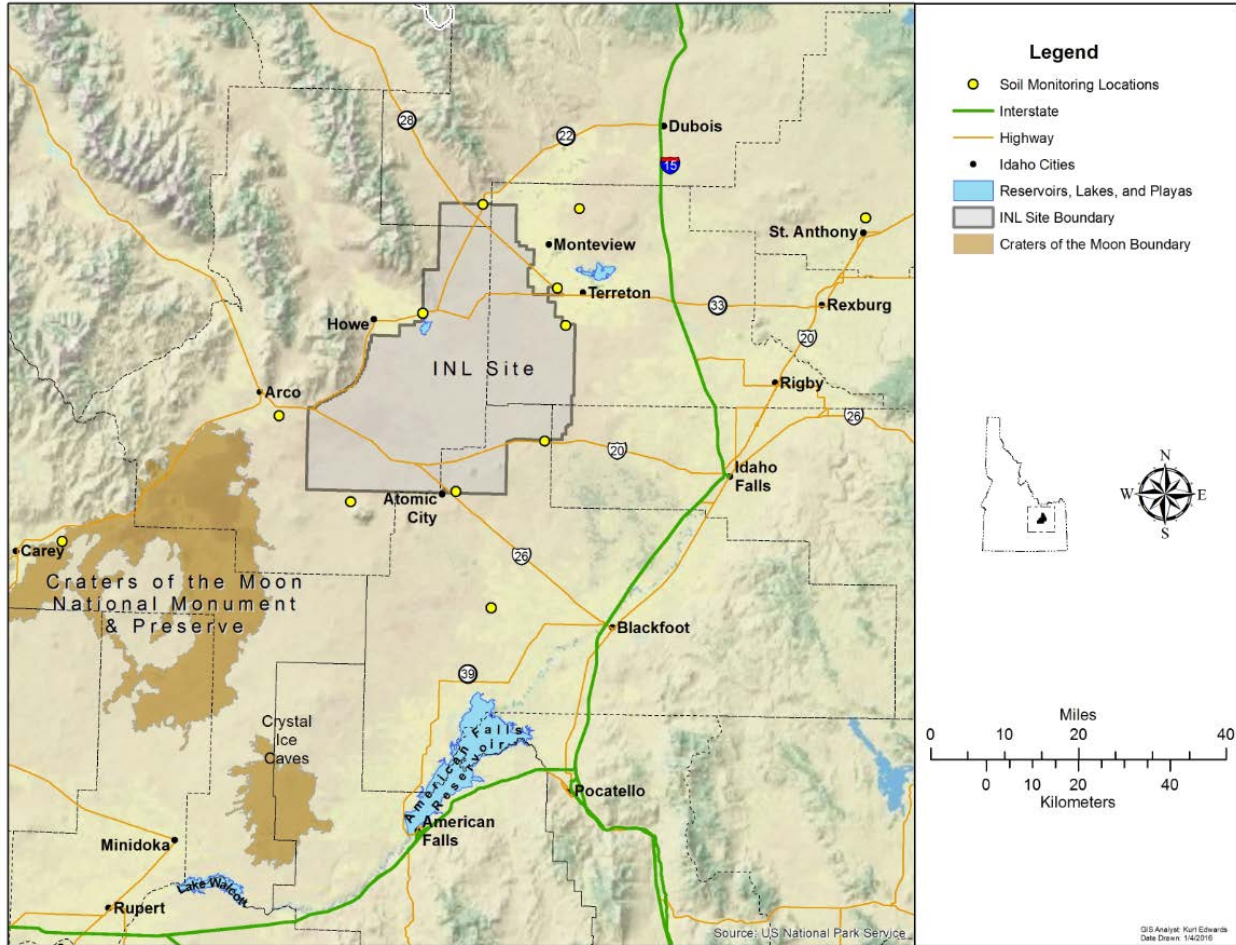 28
22
Dubois
15
Monteview
St. Anthony
Terreton
33
Rexburg
Howe
20
INL Site
Rigby
Arco
26
20
Idaho
Falls
Atomic
City
Carey
26
Craters of the Moon
National Monument
& Preserve
Blackfoot
39
Crystal
Ice
Caves
American Falls
Reservoir
Pocatello
American
Falls
Minidoka
Lake Walcott
Rupert
Source: US National Park Service
Legend
Soil Monitoring Locations
Interstate
Highway
Idaho Cities
Reservoirs, Lakes, and Playas
INL Site Boundary
Craters of the Moon Boundary
N
W E
S
Miles
0 10 20 40
0 10 20 40
Kilometers
GIS Analyst: Kurt Edwards
Date Drawn: 1/4/2016